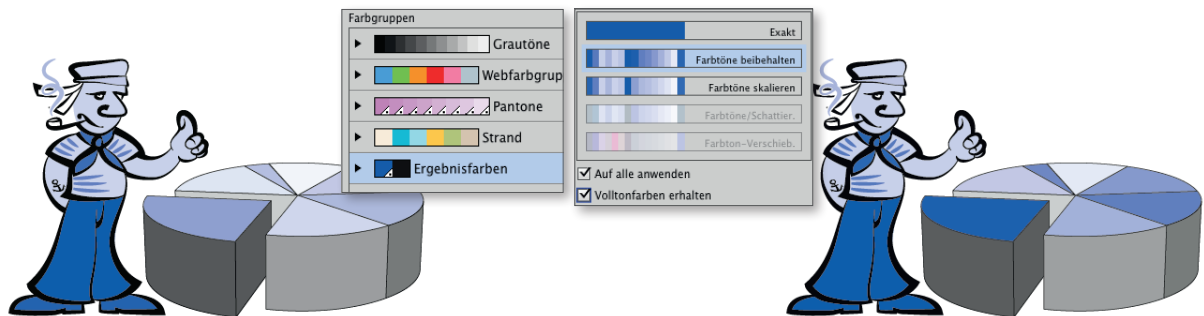 Farbgruppen
Grautöne
Webfarbgrup
Pantone
Strand
Ergebnisfarben
Exakt
Farbtöne beibehalten
Farbtöne skalieren
Farbtöne/Schattier.
Farbton-Verschieb.
Auf alle anwenden
Volltonfarben erhalten